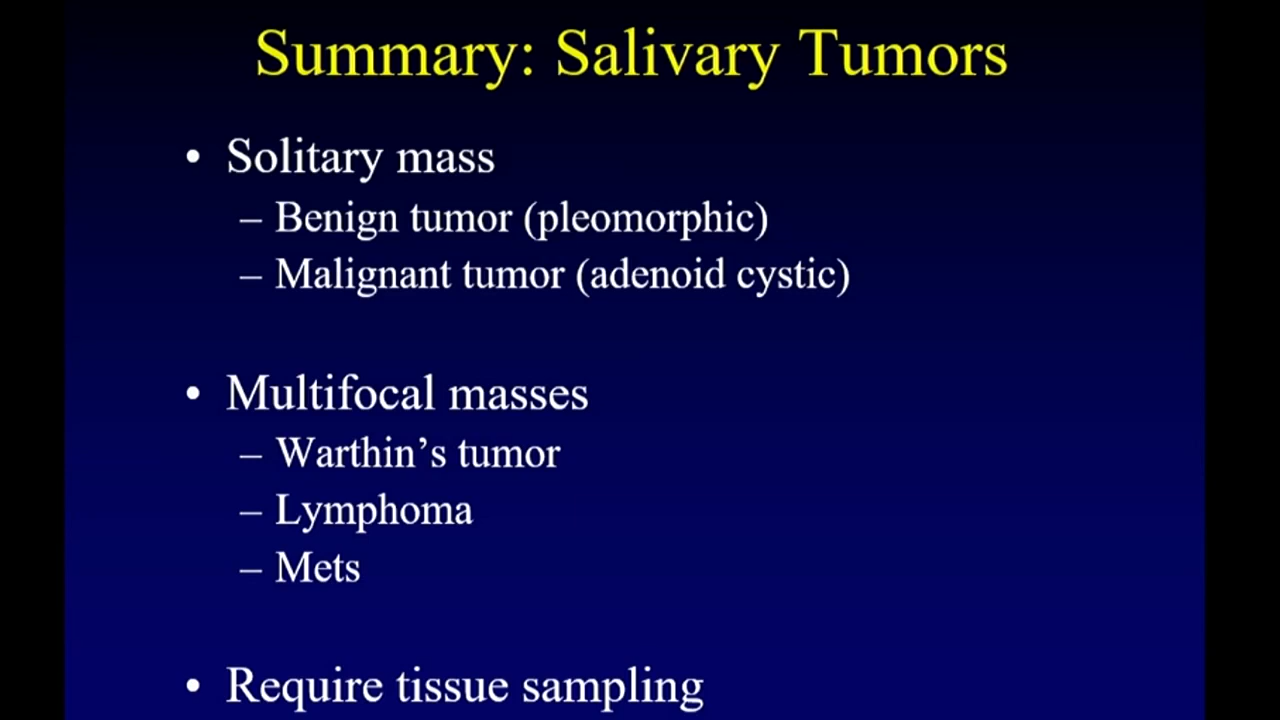 Summary: Salivary Tumors
• Solitary mass
– Benign tumor (pleomorphic)
– Malignant tumor (adenoid cystic)
• Multifocal masses
– Warthin’s tumor
– Lymphoma
– Mets
• Require tissue sampling